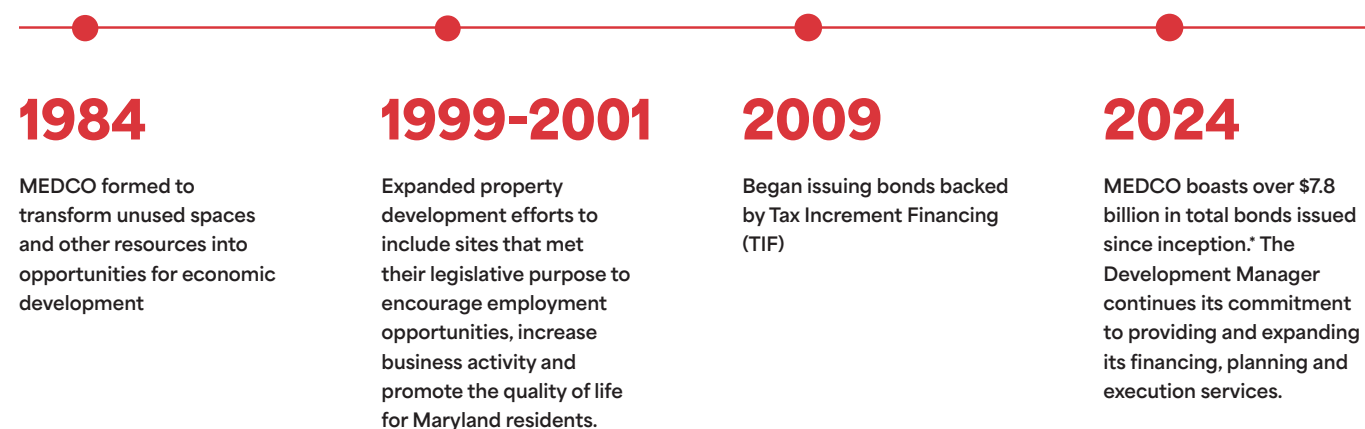 1984
MEDCO formed to
transform unused spaces
and other resources into
opportunities for economic
development
1999-2001
Expanded property
development efforts to
include sites that met
their legislative purpose to
encourage employment
opportunities, increase
business activity and
promote the quality of life
for Maryland residents.
2009
Began issuing bonds backed
by Tax Increment Financing
(TIF)
2024
MEDCO boasts over $7.8
billion in total bonds issued
since inception.* The
Development Manager
continues its commitment
to providing and expanding
its financing, planning and
execution services.